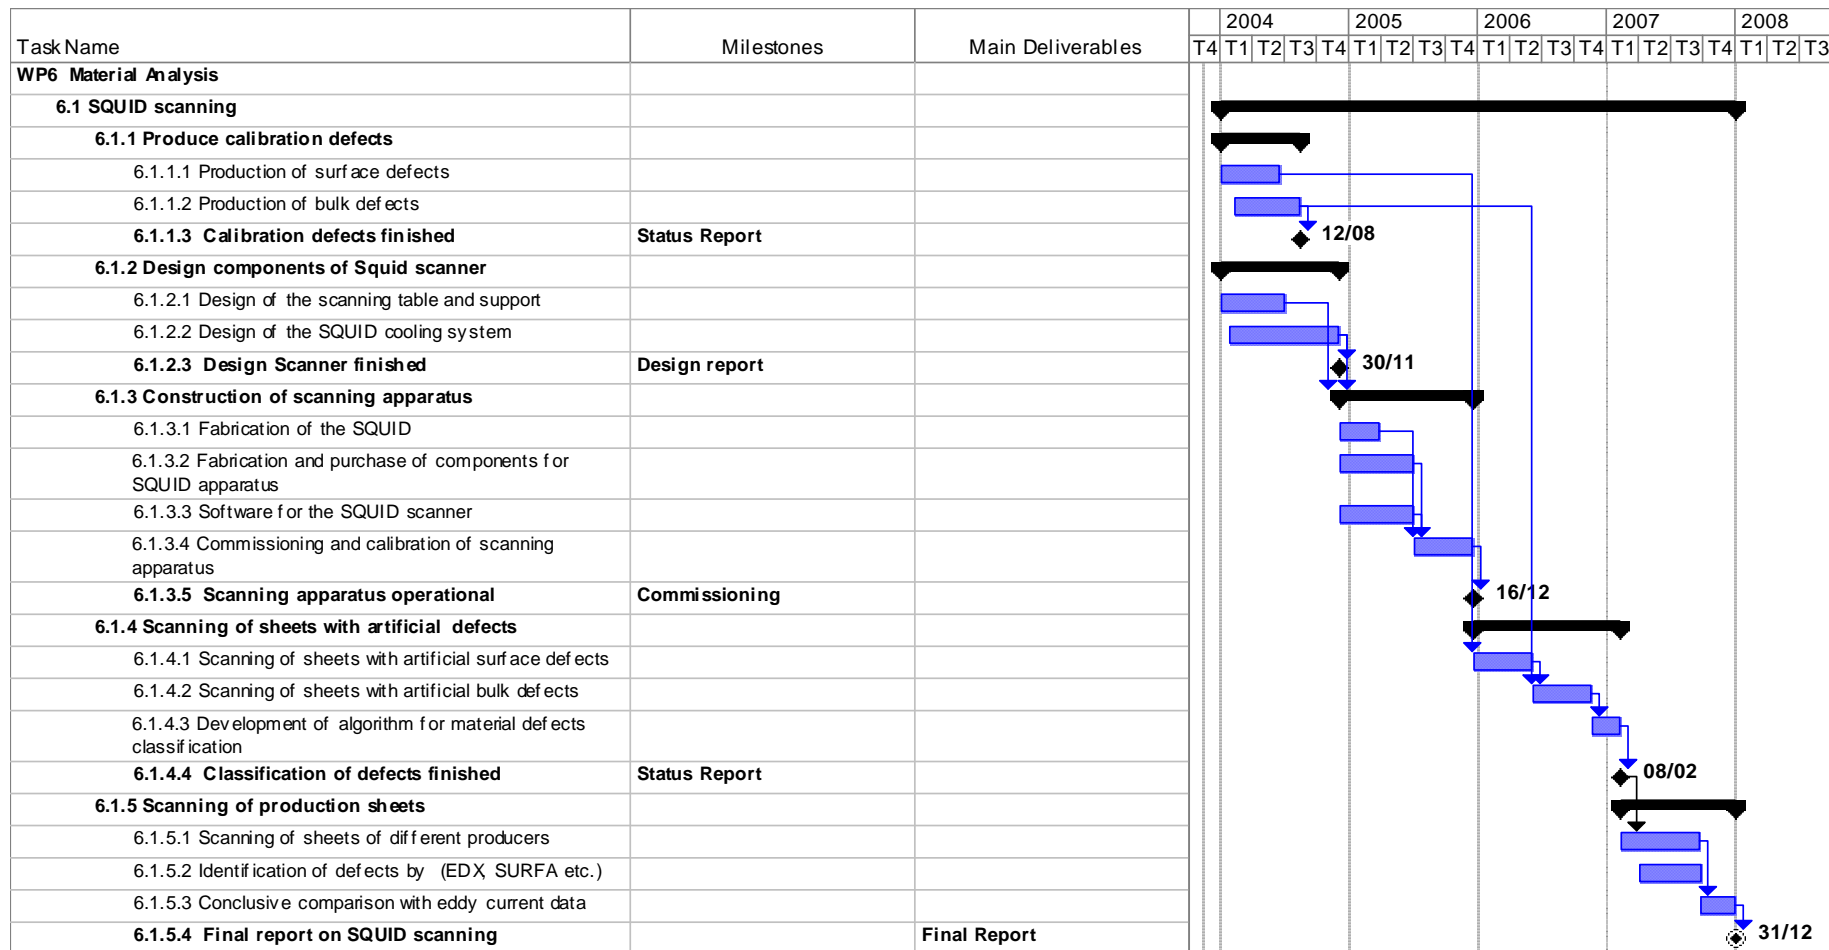 2004 2005 2006 2007 2008
Task Name Milestones Main Deliverables T4 T1 T2 T3 T4 T1 T2 T3 T4 T1 T2 T3 T4 T1 T2 T3 T4 T1 T2 T3
WP6 Material Analysis
6.1 SQUID scanning
6.1.1 Produce calibration defects
6.1.1.1 Production of surface defects
6.1.1.2 Production of bulk defects
6.1.1.3 Calibration defects finished Status Report 12/08
6.1.2 Design components of Squid scanner
6.1.2.1 Design of the scanning table and support
6.1.2.2 Design of the SQUID cooling system
6.1.2.3 Design Scanner finished Design report 30/11
6.1.3 Construction of scanning apparatus
6.1.3.1 Fabrication of the SQUID
6.1.3.2 Fabrication and purchase of components for
SQUID apparatus
6.1.3.3 Software for the SQUID scanner
6.1.3.4 Commissioning and calibration of scanning
apparatus
6.1.3.5 Scanning apparatus operational Commissioning 16/12
6.1.4 Scanning of sheets with artificial defects
6.1.4.1 Scanning of sheets with artificial surface defects
6.1.4.2 Scanning of sheets with artificial bulk defects
6.1.4.3 Development of algorithm for material defects
classification
6.1.4.4 Classification of defects finished Status Report 08/02
6.1.5 Scanning of production sheets
6.1.5.1 Scanning of sheets of different producers
6.1.5.2 Identification of defects by (EDX, SURFA etc.)
6.1.5.3 Conclusive comparison with eddy current data
6.1.5.4 Final report on SQUID scanning Final Report 31/12